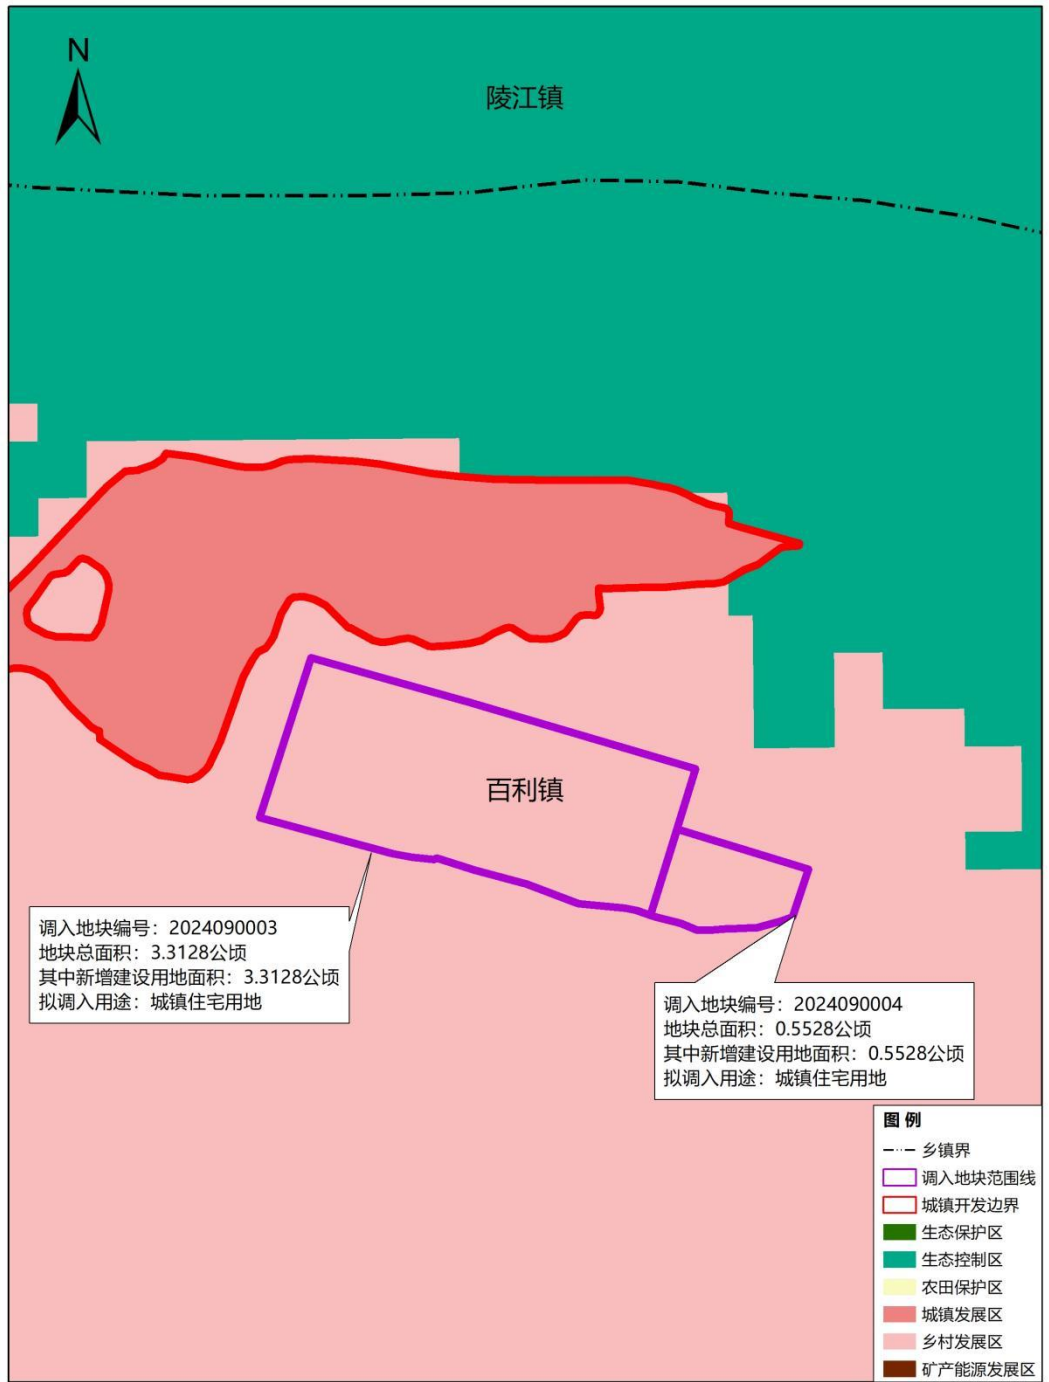 N
陵江镇
百利镇
调入地块编号：2024090003
地块总面积：3.3128公顷
其中新增建设用地面积：3.3128公顷
拟调入用途：城镇住宅用地
调入地块编号：2024090004
地块总面积：0.5528公顷
其中新增建设用地面积：0.5528公顷
拟调入用途：城镇住宅用地
图 例
乡镇界
调入地块范围线
城镇开发边界
生态保护区
生态控制区
农田保护区
城镇发展区
乡村发展区
矿产能源发展区